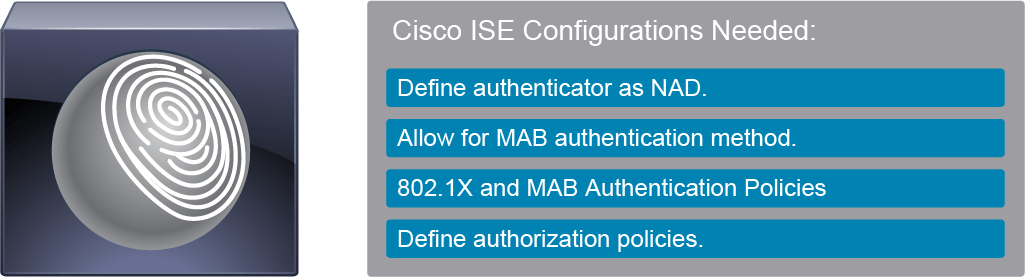 Cisco ISE Configurations Needed:
Define authenticator as NAD.
Allow for MAB authentication method.
802.1X and MAB Authentication Policies
Define authorization policies.